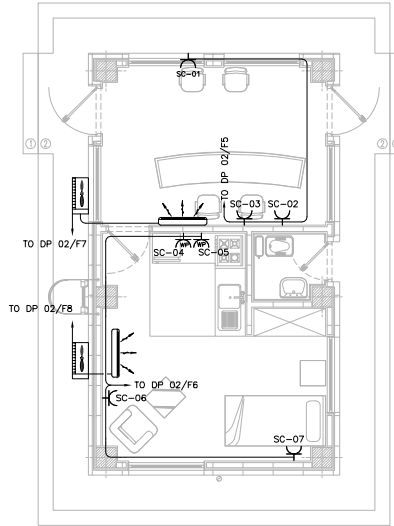 SC-01
TO DP 02/F5
① ②
②
SC-03
SC-02
TO DP 02/F7
WP
WP
SC-04
SC-05
TO DP 02/F8
TO DP 02/F6
SC-06
SC-07